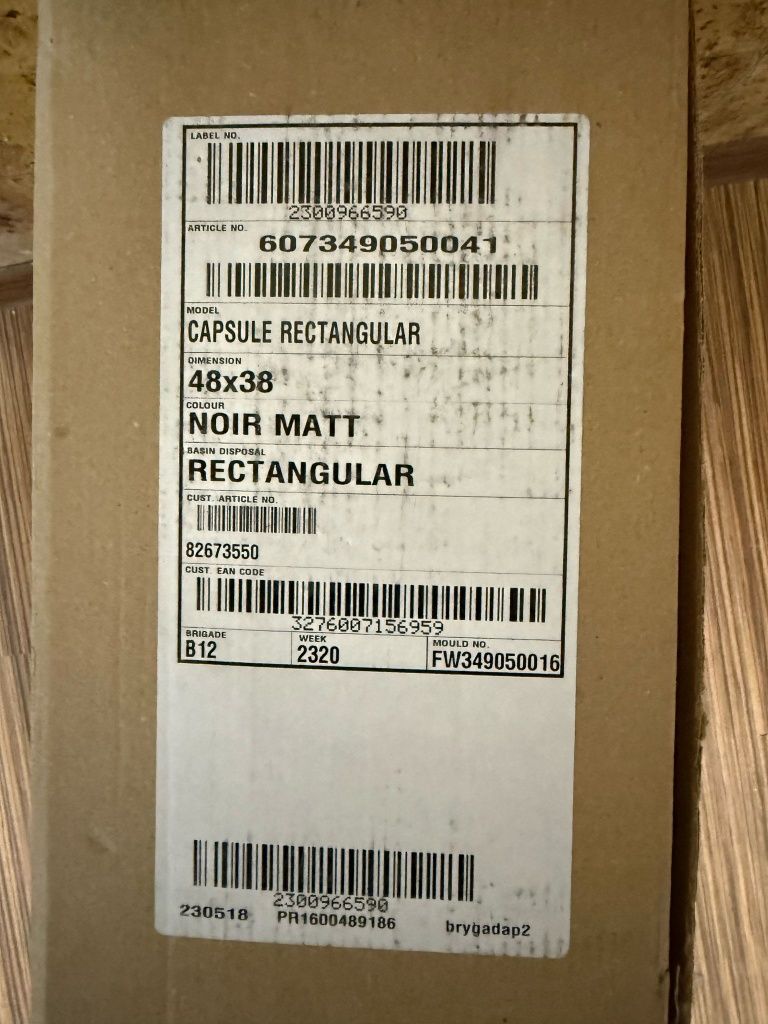 LABEL NO.
2300966590
ARTICLE NO.
607349050041
MODEL
CAPSULE RECTANGULAR
DIMENSION
48x38
COLOUR
NOIR MATT
BASIN DISPOSAL
RECTANGULAR
CUST. ARTICLE NO.
82673550
CUST. EAN CODE
3276007156959
BRIGADE WEEK MOULD NO.
B12 2320 FW349050016
2300966590
230518 PR1600489186 brygadap2